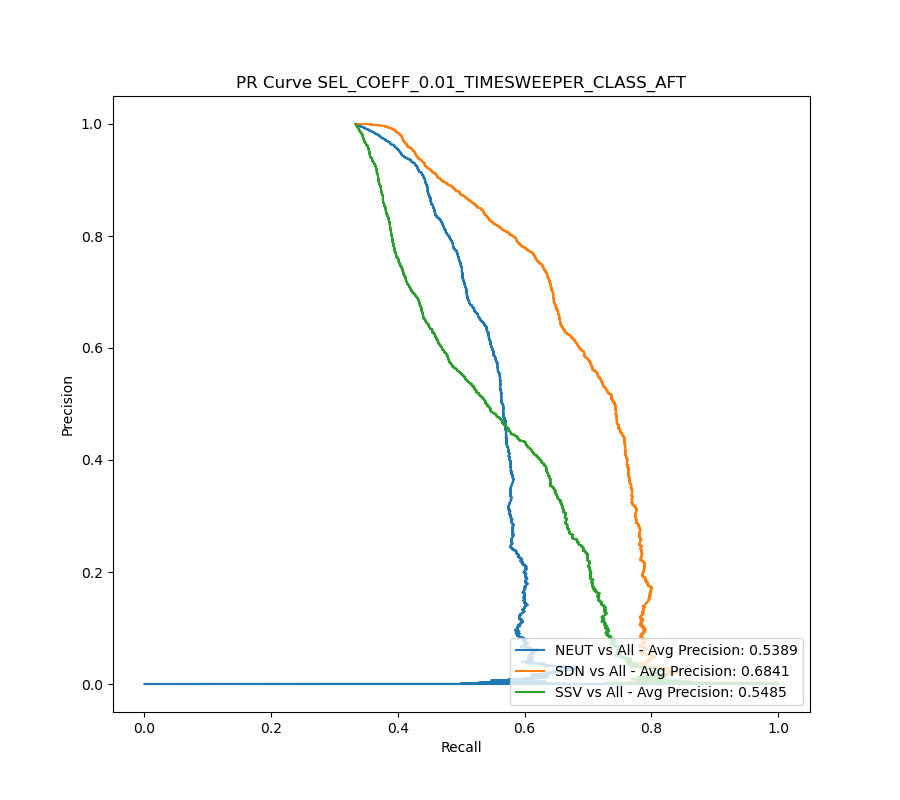 PR Curve SEL_COEFF_0.01_TIMESWEEPER_CLASS_AFT
1.0
0.8
0.6
0.4
0.2
0.0
Precision
NEUT vs All - Avg Precision: 0.5389
SDN vs All - Avg Precision: 0.6841
SSV vs All - Avg Precision: 0.5485
0.0 0.2 0.4 0.6 0.8 1.0
Recall